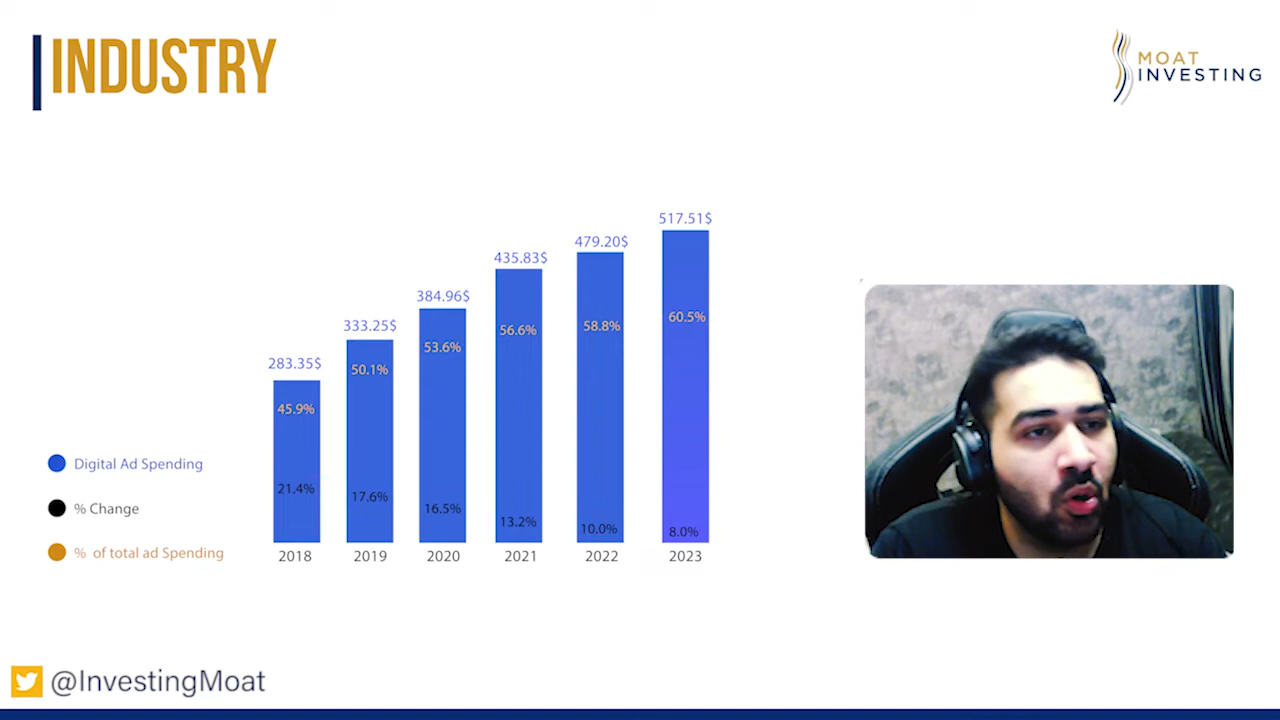 INDUSTRY
MOAT
INVESTING
517.51$
479.20$
435.83$
384.96$
333.25$
283.35$
60.5%
58.8%
56.6%
53.6%
50.1%
45.9%
21.4%
17.6%
16.5%
13.2%
10.0%
8.0%
Digital Ad Spending
% Change
% of total ad Spending
2018 2019 2020 2021 2022 2023
@InvestingMoat